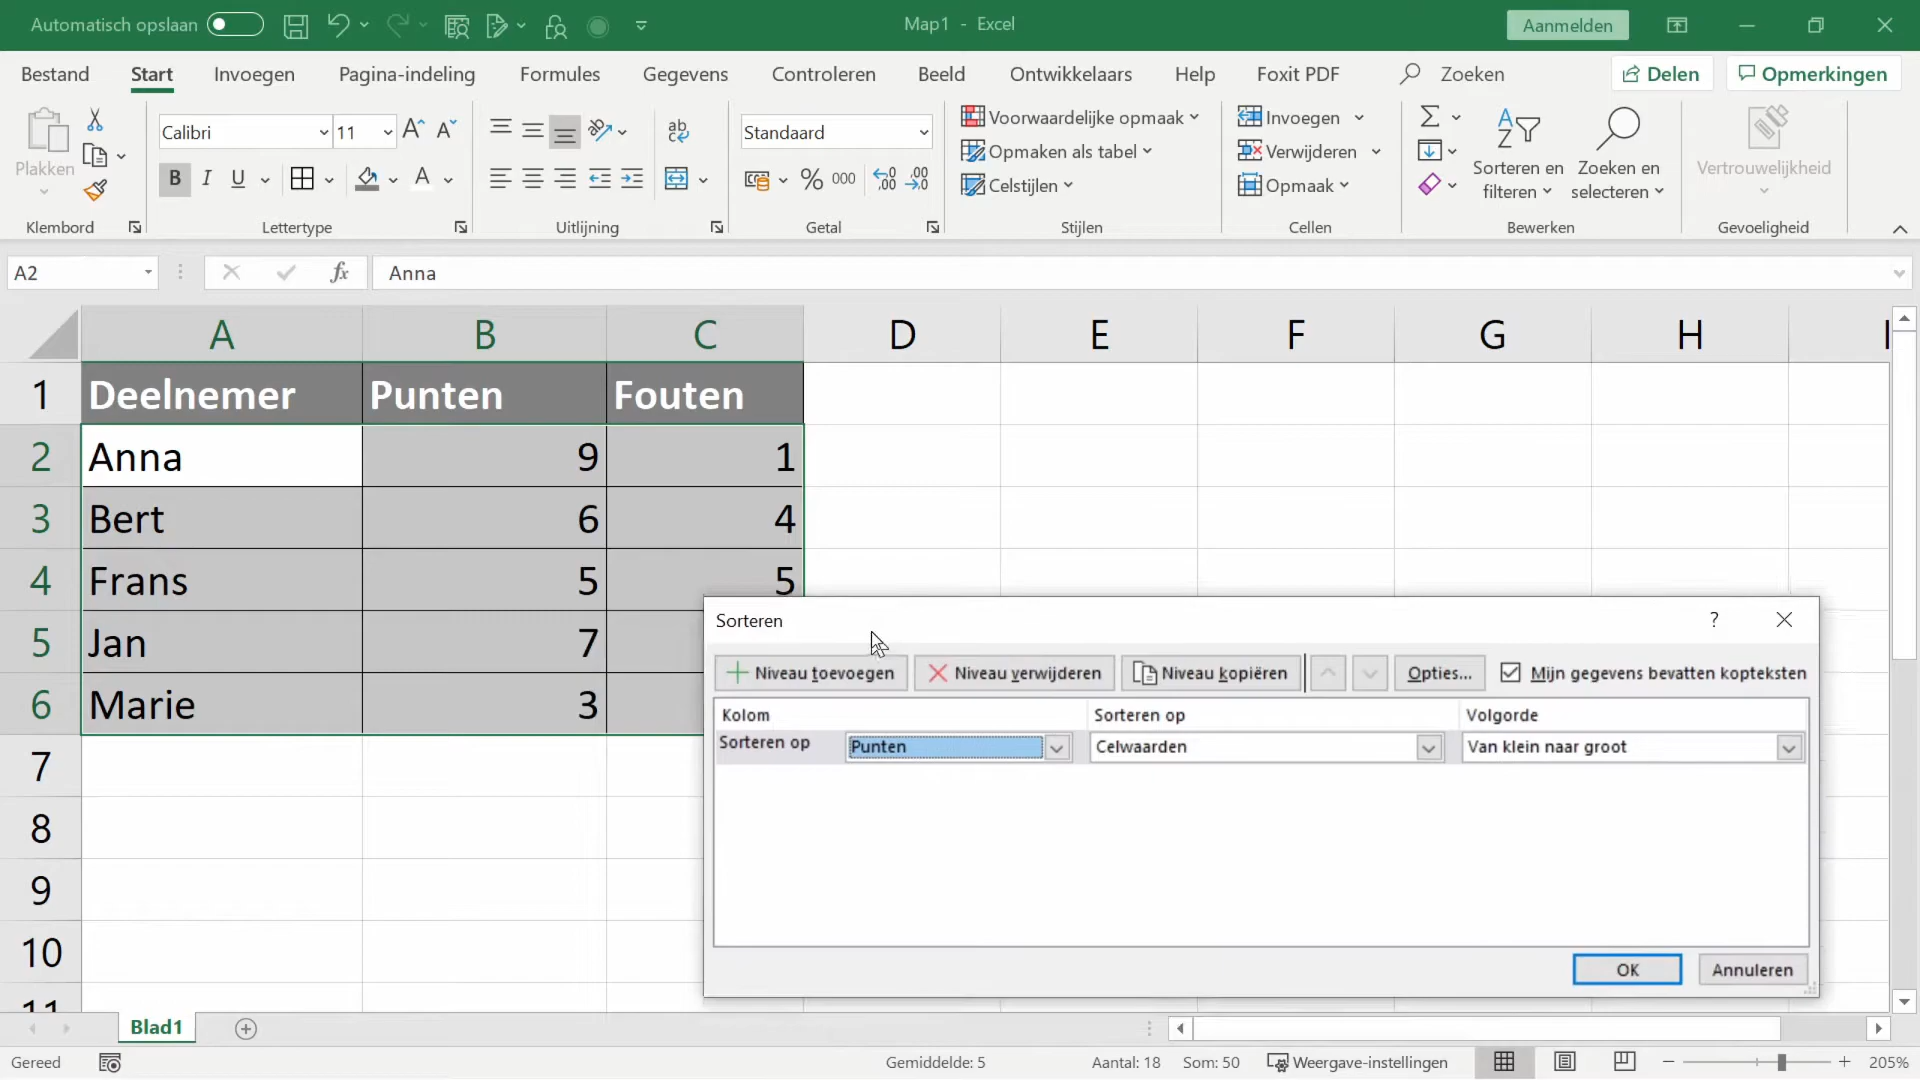 Automatisch opslaan
Map1 - Excel
Aanmelden
Bestand Start Invoegen Pagina-indeling Formules Gegevens Controleren Beeld Ontwikkelaars Help Foxit PDF Zoeken Delen Opmerkingen
Plakken
Klembord
Calibri 11
B I U
Lettertype
Uitlijning
Standaard
% 000
Getal
Voorwaardelijke opmaak
Opmaken als tabel
Celstijlen
Stijlen
Invoegen
Verwijderen
Opmaak
Cellen
Sorteren en filteren
Zoeken en selecteren
Bewerken
Vertrouwelijkheid
Gevoeligheid
A2 fx Anna
A B C D E F G H I
1 Deelnemer Punten Fouten
2 Anna 9 1
3 Bert 6 4
4 Frans 5 5
5 Jan 7
6 Marie 3
7
8
9
10
11
Sorteren ?
Niveau toevoegen Niveau verwijderen Niveau kopiëren Opties... Mijn gegevens bevatten kopteksten
Kolom Sorteren op Volgorde
Sorteren op Punten Celwaarden Van klein naar groot
OK Annuleren
Blad1
Gereed Gemiddelde: 5 Aantal: 18 Som: 50 Weergave-instellingen 205%